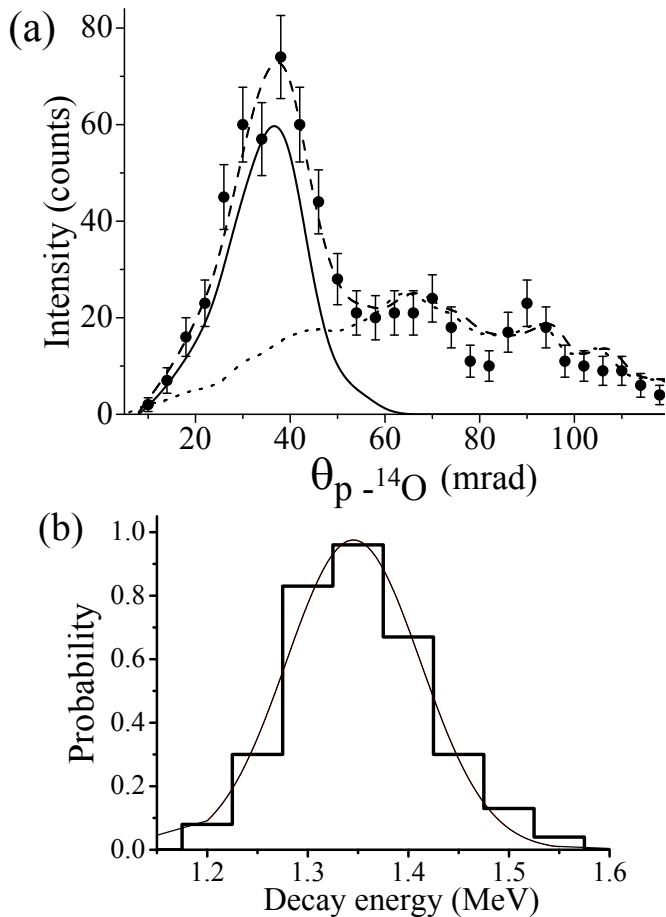 (a)
80
60
40
20
0
Intensity (counts)
20 40 60 80 100
θp-¹⁴O (mrad)
(b)
1.0
0.8
0.6
0.4
0.2
0.0
Probability
1.2 1.3 1.4 1.5 1.6
Decay energy (MeV)